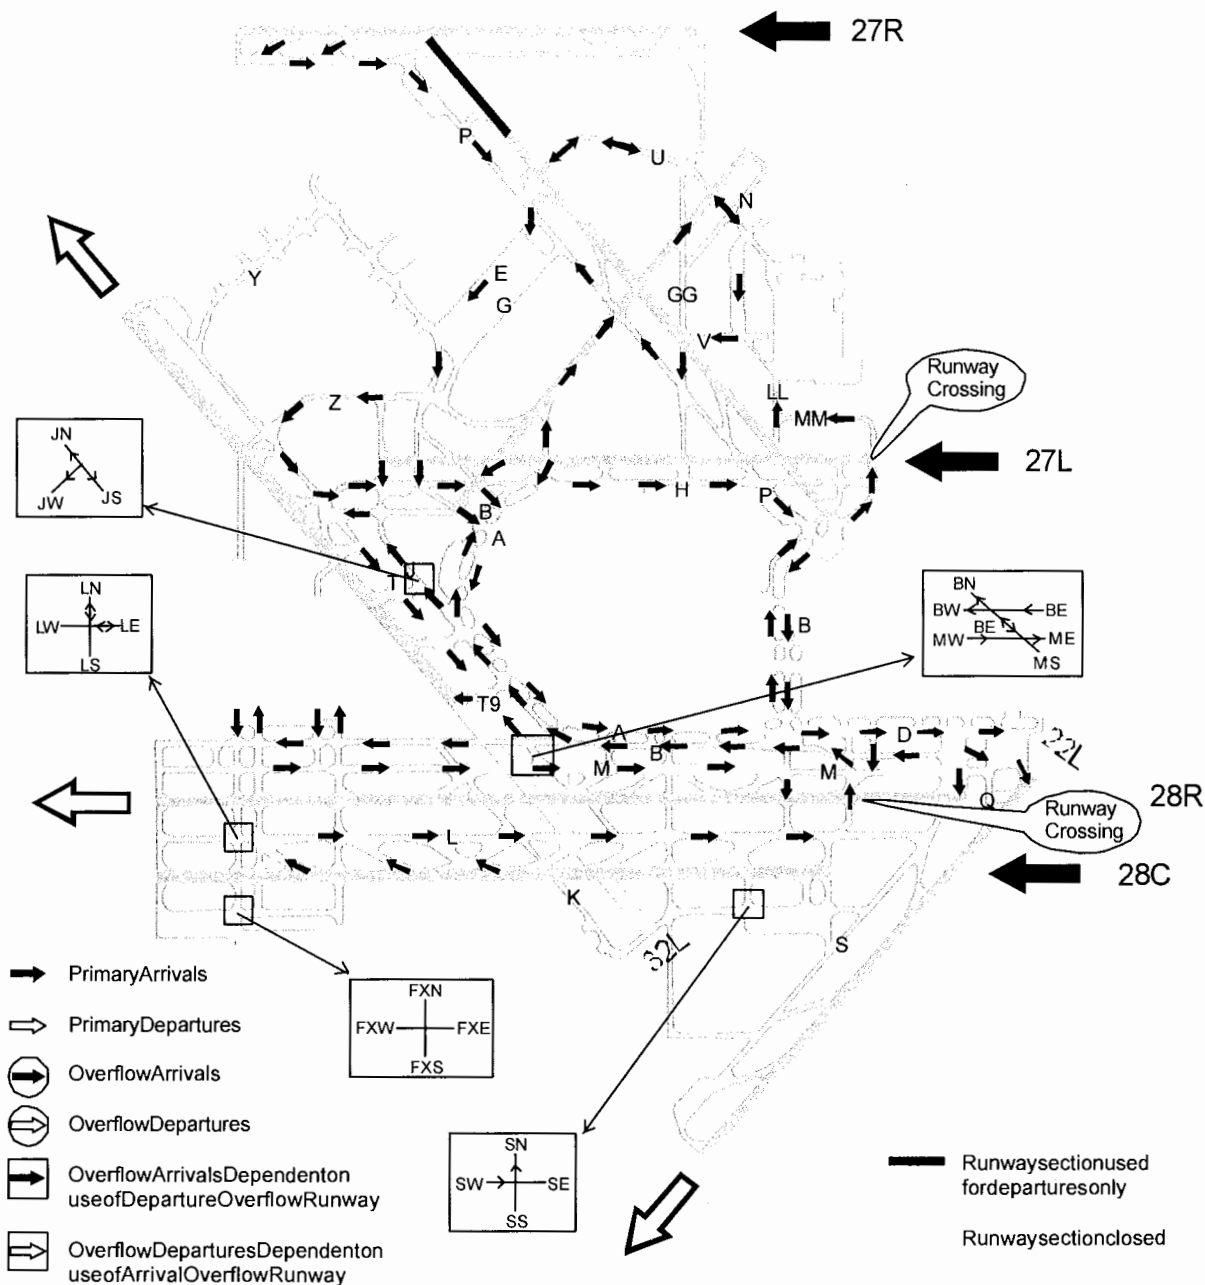 27R
P
U
N
Y
E
G
GG
V
Runway
Crossing
Z
LL
MM
JN
JW
JS
27L
H
P
B
A
T
J
LN
LW
LE
LS
BN
BW
BE
BE
MW
ME
MS
B
T9
A
D
B
M
M
22L
Q
28R
Runway
Crossing
L
28C
K
32L
S
PrimaryArrivals
FXN
FXW
FXE
FXS
PrimaryDepartures
OverflowArrivals
OverflowDepartures
SN
SW
SE
SS
OverflowArrivalsDependenton
useofDepartureOverflowRunway
Runwaysectionused
fordeparturesonly
Runwaysectionclosed
OverflowDeparturesDependenton
useofArrivalOverflowRunway